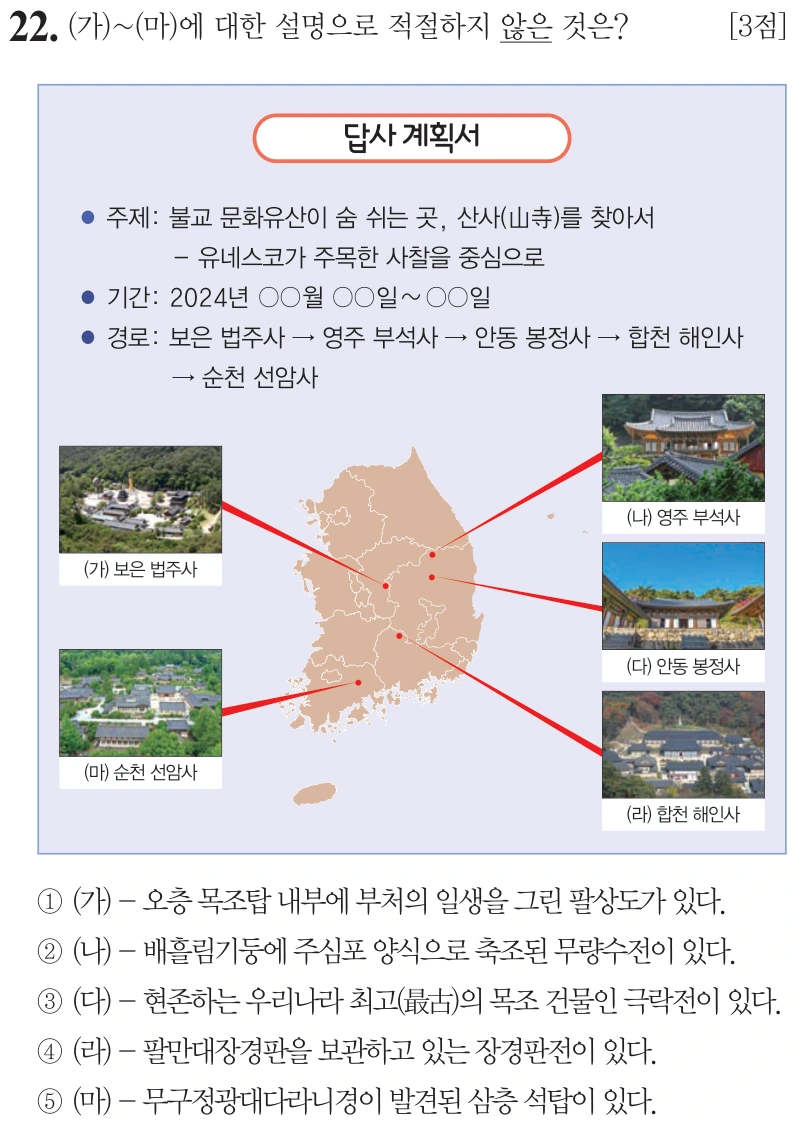 22. (가)~(마)에 대한 설명으로 적절하지 않은 것은? [3점]
답사 계획서
● 주제: 불교 문화유산이 숨 쉬는 곳, 산사(山寺)를 찾아서
– 유네스코가 주목한 사찰을 중심으로
● 기간: 2024년 ○○월 ○○일~○○일
● 경로: 보은 법주사 → 영주 부석사 → 안동 봉정사 → 합천 해인사
→ 순천 선암사
(가) 보은 법주사
(나) 영주 부석사
(다) 안동 봉정사
(마) 순천 선암사
(라) 합천 해인사
① (가) – 오층 목조탑 내부에 부처의 일생을 그린 팔상도가 있다.
② (나) – 배흘림기둥에 주심포 양식으로 축조된 무량수전이 있다.
③ (다) – 현존하는 우리나라 최고(最古)의 목조 건물인 극락전이 있다.
④ (라) – 팔만대장경판을 보관하고 있는 장경판전이 있다.
⑤ (마) – 무구정광대다라니경이 발견된 삼층 석탑이 있다.